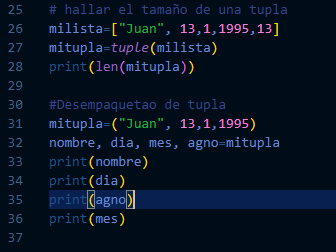 25 # hallar el tamaño de una tupla
26 milista=["Juan", 13,1,1995,13]
27 mitupla=tuple(milista)
28 print(len(mitupla))
29
30 #Desempaquetao de tupla
31 mitupla=("Juan", 13,1,1995)
32 nombre, dia, mes, agno=mitupla
33 print(nombre)
34 print(dia)
35 print(agno)
36 print(mes)
37